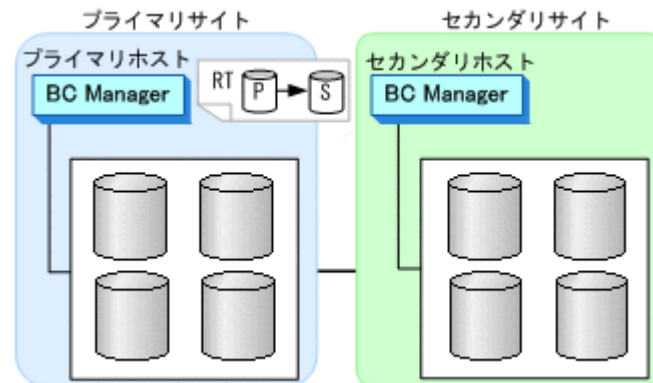 プライマリサイト
セカンダリサイト
プライマリホスト
BC Manager
RT P S
セカンダリホスト
BC Manager